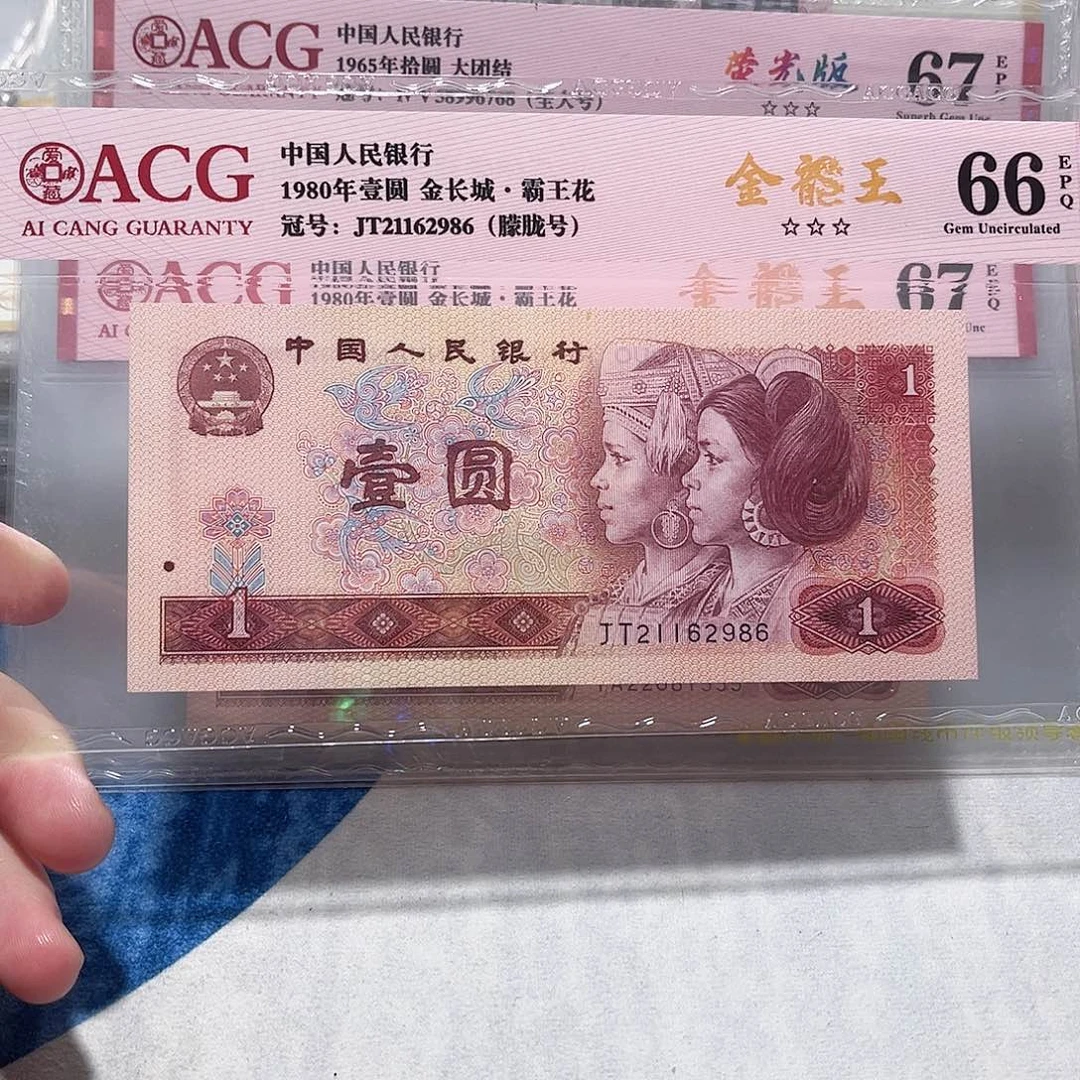 ACG
中国人民银行
1965年拾圆 大团结
荧光版
67
EP
☆☆☆
Superb Gem Unc
ACG
AI CANG GUARANTY
中国人民银行
1980年壹圆 金长城·霸王花
冠号：JT21162986（朦胧号）
金龍王
☆☆☆
66
EPQ
Gem Uncirculated
ACG
中国人民银行
1980年壹圆 金长城·霸王花
金龍王
67
中国人民银行
壹圆
1
1
JT21162986
1